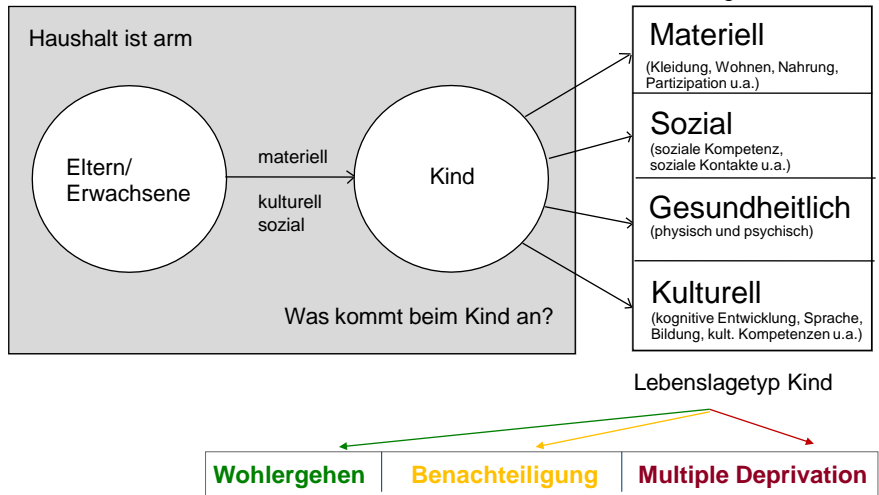 Haushalt ist arm
Eltern/
Erwachsene
materiell
kulturell
sozial
Kind
Was kommt beim Kind an?
Materiell
(Kleidung, Wohnen, Nahrung,
Partizipation u.a.)
Sozial
(soziale Kompetenz,
soziale Kontakte u.a.)
Gesundheitlich
(physisch und psychisch)
Kulturell
(kognitive Entwicklung, Sprache,
Bildung, kult. Kompetenzen u.a.)
Lebenslagetyp Kind
Wohlergehen
Benachteiligung
Multiple Deprivation